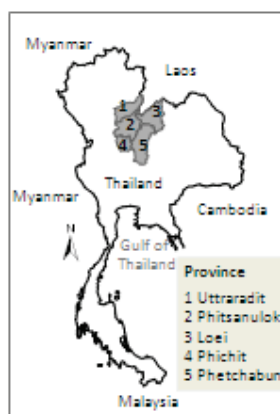 Myanmar
Laos
1
3
2
4
5
Thailand
Myanmar
Cambodia
N
Gulf of
Thailand
Province
1 Uttraradit
2 Phitsanulok
3 Loei
4 Phichit
5 Phetchabun
Malaysia